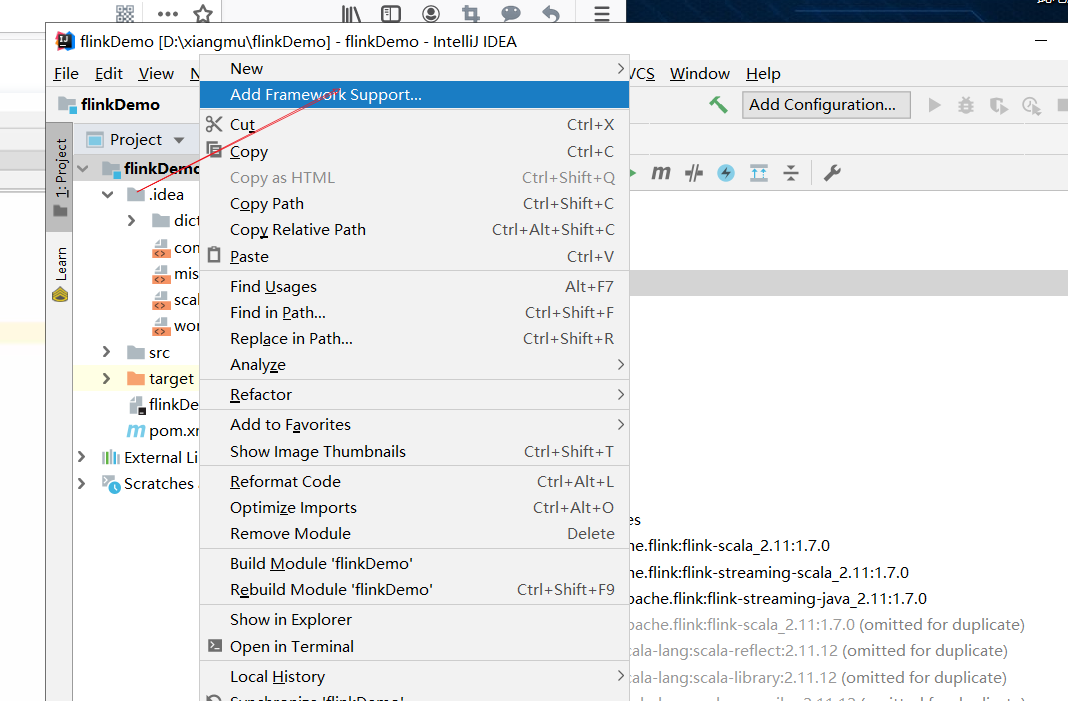 flinkDemo [D:\xiangmu\flinkDemo] - flinkDemo - IntelliJ IDEA
File Edit View N VCS Window Help
flinkDemo
Add Configuration...
1: Project
Learn
Project
flinkDemo
.idea
dict
con
mis
scal
wor
src
target
flinkDe
pom.xr
External Li
Scratches
New
Add Framework Support...
Cut Ctrl+X
Copy Ctrl+C
Copy as HTML Ctrl+Shift+Q
Copy Path Ctrl+Shift+C
Copy Relative Path Ctrl+Alt+Shift+C
Paste Ctrl+V
Find Usages Alt+F7
Find in Path... Ctrl+Shift+F
Replace in Path... Ctrl+Shift+R
Analyze
Refactor
Add to Favorites
Show Image Thumbnails Ctrl+Shift+T
Reformat Code Ctrl+Alt+L
Optimize Imports Ctrl+Alt+O
Remove Module Delete
Build Module 'flinkDemo'
Rebuild Module 'flinkDemo' Ctrl+Shift+F9
Show in Explorer
Open in Terminal
Local History
Synchronize 'flinkDemo'
es
he.flink:flink-scala_2.11:1.7.0
he.flink:flink-streaming-scala_2.11:1.7.0
pache.flink:flink-streaming-java_2.11:1.7.0
pache.flink:flink-scala_2.11:1.7.0 (omitted for duplicate)
cala-lang:scala-reflect:2.11.12 (omitted for duplicate)
cala-lang:scala-library:2.11.12 (omitted for duplicate)